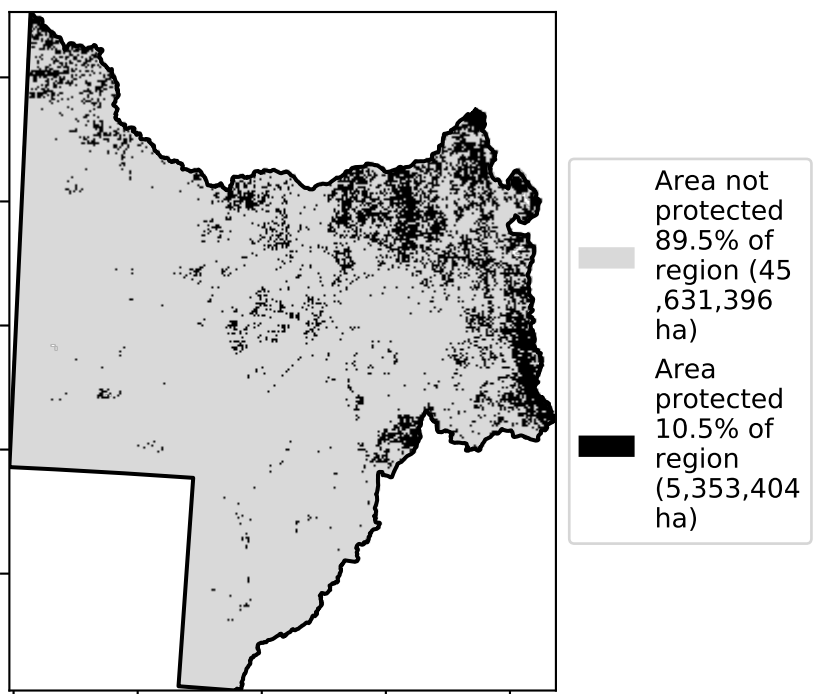 Area not
protected
89.5% of
region (45
,631,396
ha)
Area
protected
10.5% of
region
(5,353,404
ha)